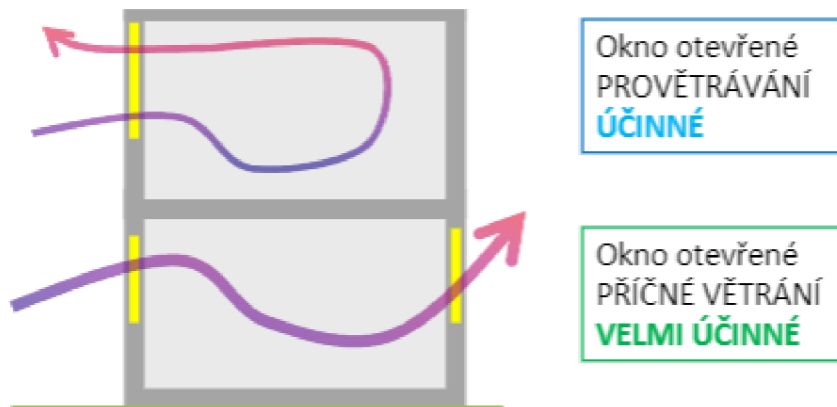 Okno otevřené
PROVĚTRÁVÁNÍ
ÚČINNÉ
Okno otevřené
PŘÍČNÉ VĚTRÁNÍ
VELMI ÚČINNÉ